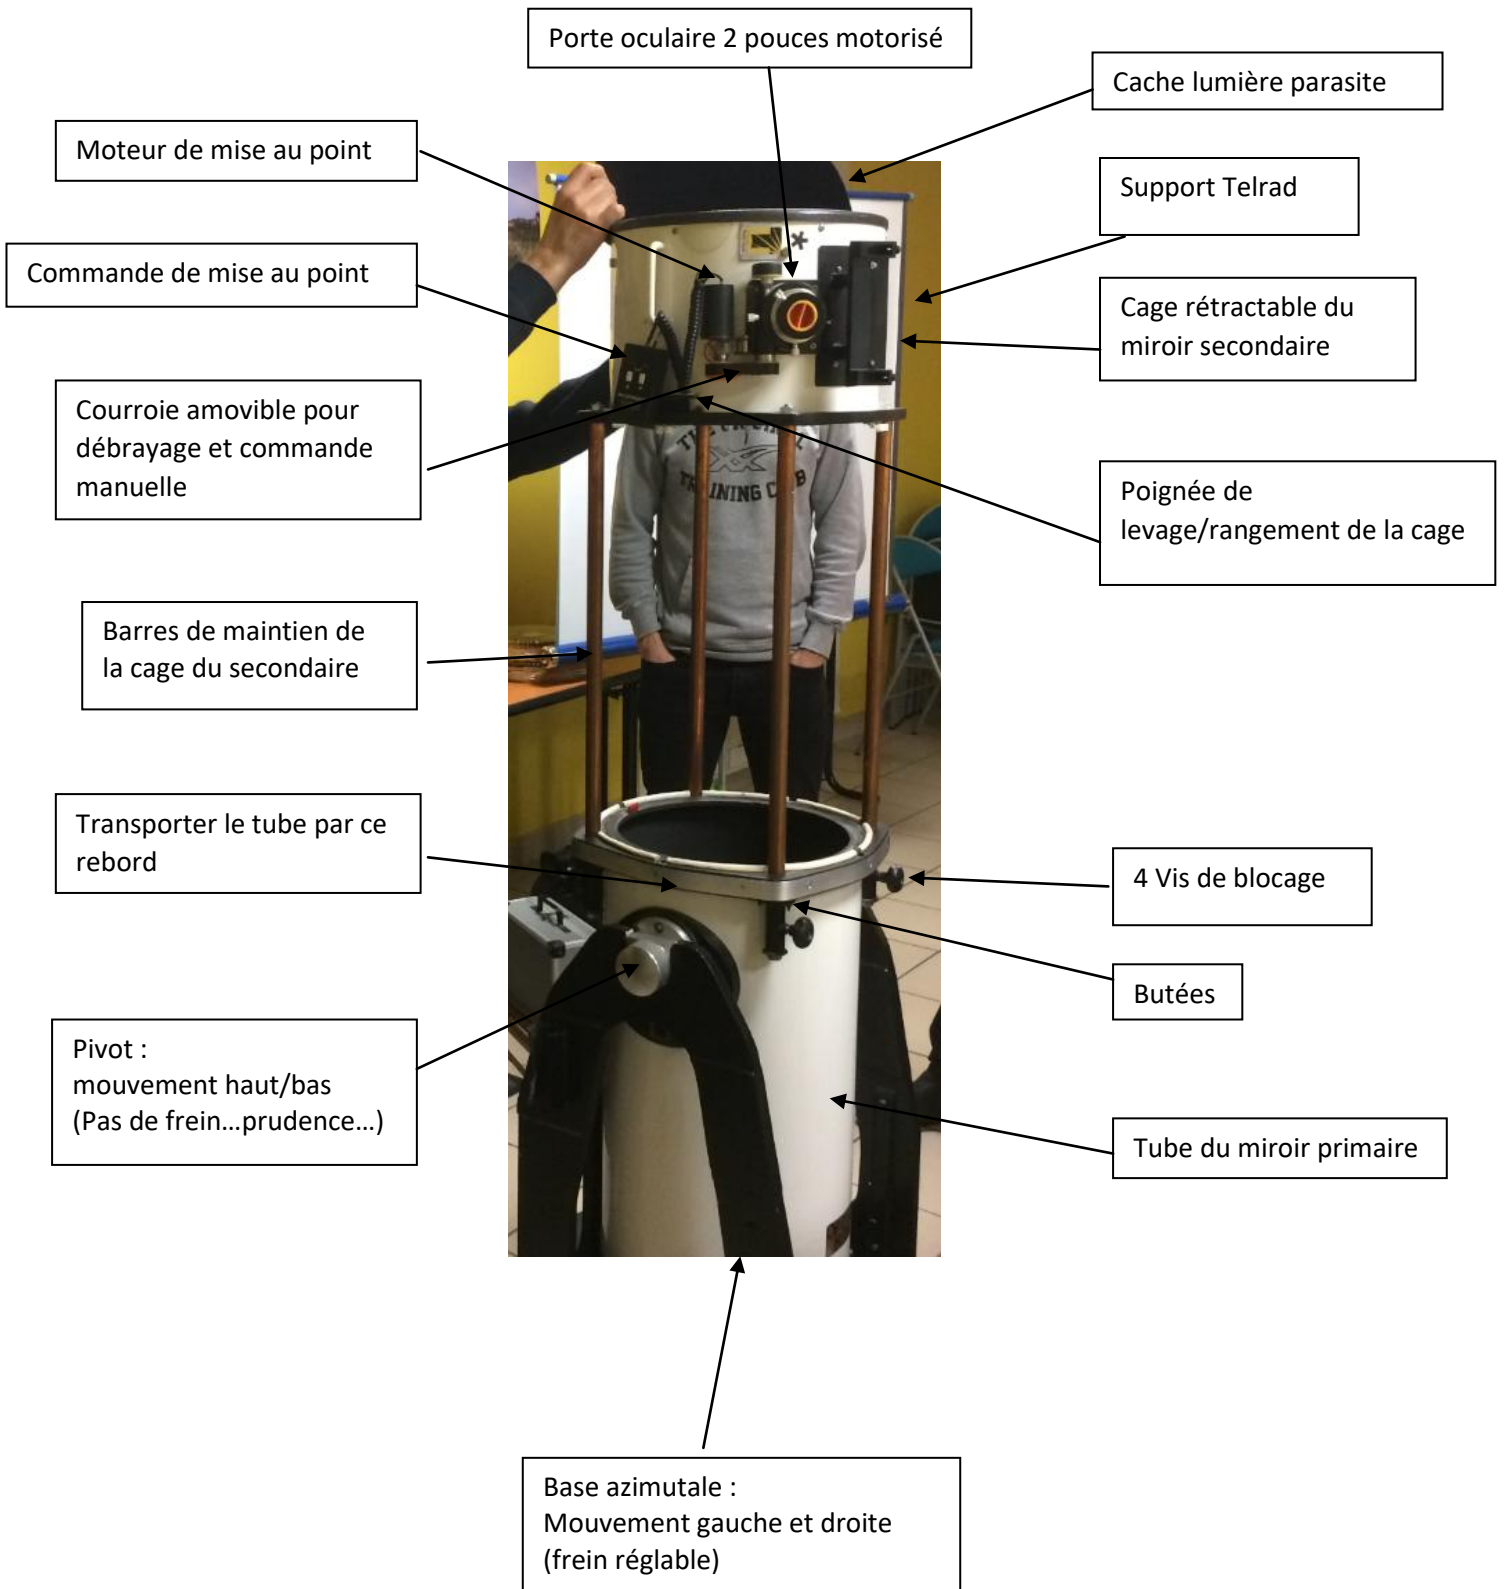 Porte oculaire 2 pouces motorisé
Cache lumière parasite
Moteur de mise au point
Support Telrad
Commande de mise au point
Cage rétractable du
miroir secondaire
Courroie amovible pour
débrayage et commande
manuelle
Poignée de
levage/rangement de la cage
TRAINING CLUB
Barres de maintien de
la cage du secondaire
Transporter le tube par ce
rebord
4 Vis de blocage
Butées
Pivot :
mouvement haut/bas
(Pas de frein…prudence…)
Tube du miroir primaire
Base azimutale :
Mouvement gauche et droite
(frein réglable)